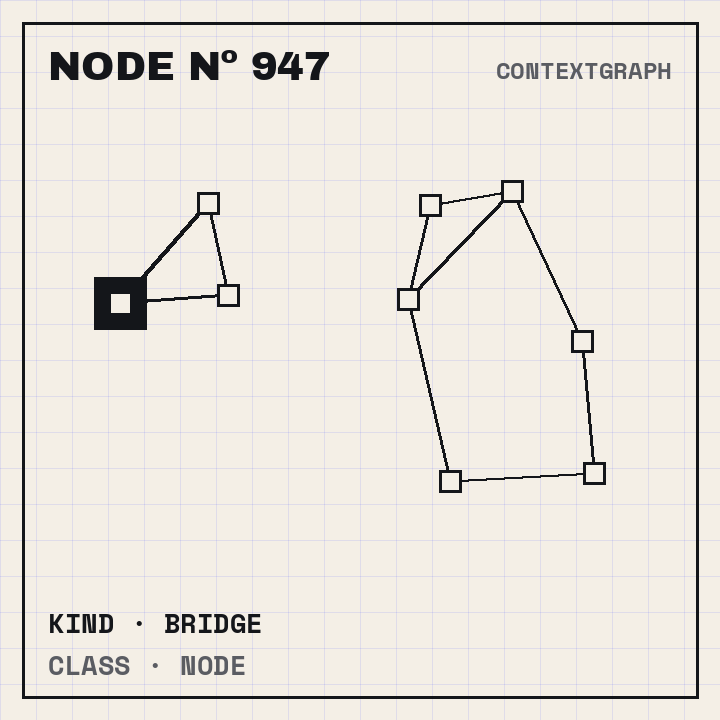 NODE Nº 947
CONTEXTGRAPH
KIND · BRIDGE
CLASS · NODE